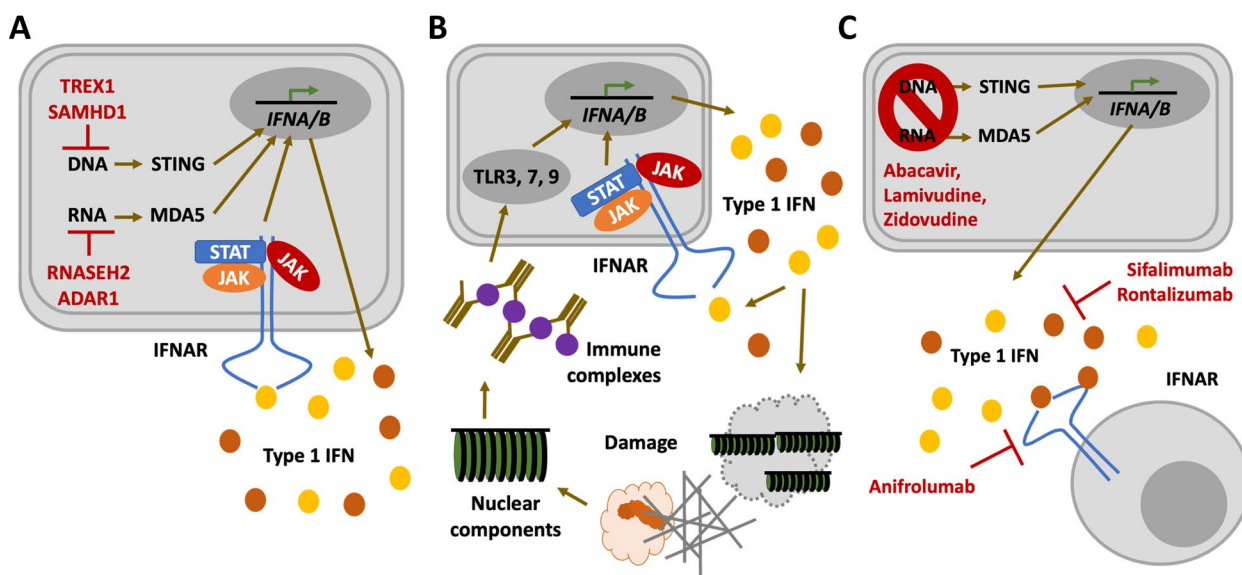 A
TREX1
SAMHD1
DNA
STING
RNA
MDA5
RNASEH2
ADAR1
IFNA/B
STAT
JAK
JAK
IFNAR
Type 1 IFN
B
IFNA/B
TLR3, 7, 9
STAT
JAK
JAK
IFNAR
Type 1 IFN
Immune
complexes
Damage
Nuclear
components
C
DNA
STING
RNA
MDA5
IFNA/B
Abacavir,
Lamivudine,
Zidovudine
Sifalimumab
Rontalizumab
Type 1 IFN
IFNAR
Anifrolumab